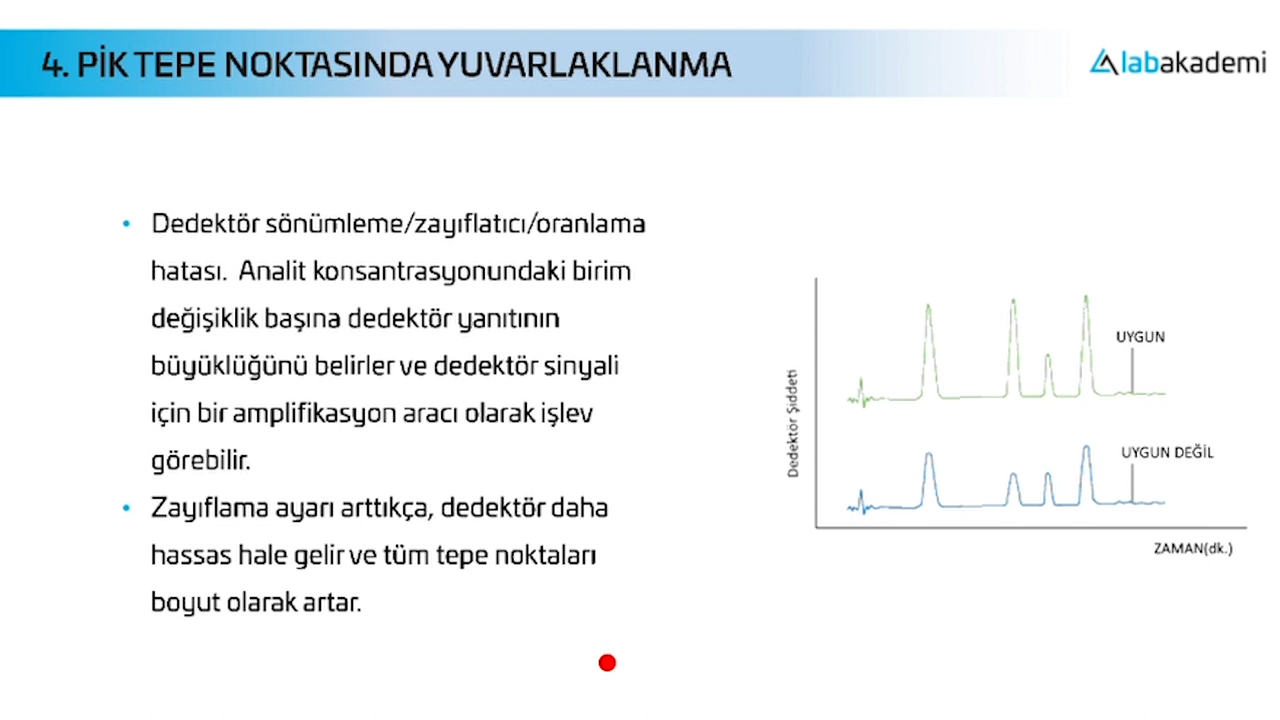 4. PİK TEPE NOKTASINDA YUVARLAKLANMA
labakademi
• Dedektör sönümleme/zayıflatıcı/oranlama
hatası. Analit konsantrasyonundaki birim
değişiklik başına dedektör yanıtının
büyüklüğünü belirler ve dedektör sinyali
için bir amplifikasyon aracı olarak işlev
görebilir.
• Zayıflama ayarı arttıkça, dedektör daha
hassas hale gelir ve tüm tepe noktaları
boyut olarak artar.
Dedektör Şiddeti
UYGUN
UYGUN DEĞİL
ZAMAN(dk.)